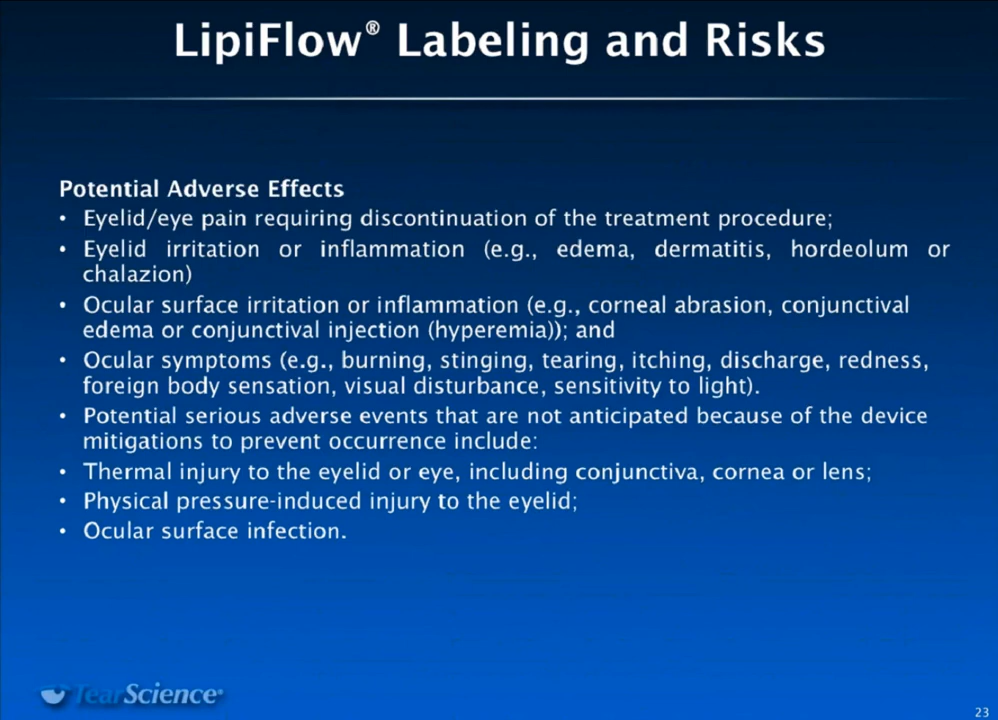 LipiFlow® Labeling and Risks
Potential Adverse Effects
• Eyelid/eye pain requiring discontinuation of the treatment procedure;
• Eyelid irritation or inflammation (e.g., edema, dermatitis, hordeolum or
chalazion)
• Ocular surface irritation or inflammation (e.g., corneal abrasion, conjunctival
edema or conjunctival injection (hyperemia)); and
• Ocular symptoms (e.g., burning, stinging, tearing, itching, discharge, redness,
foreign body sensation, visual disturbance, sensitivity to light).
• Potential serious adverse events that are not anticipated because of the device
mitigations to prevent occurrence include:
• Thermal injury to the eyelid or eye, including conjunctiva, cornea or lens;
• Physical pressure-induced injury to the eyelid;
• Ocular surface infection.
TearScience®
23